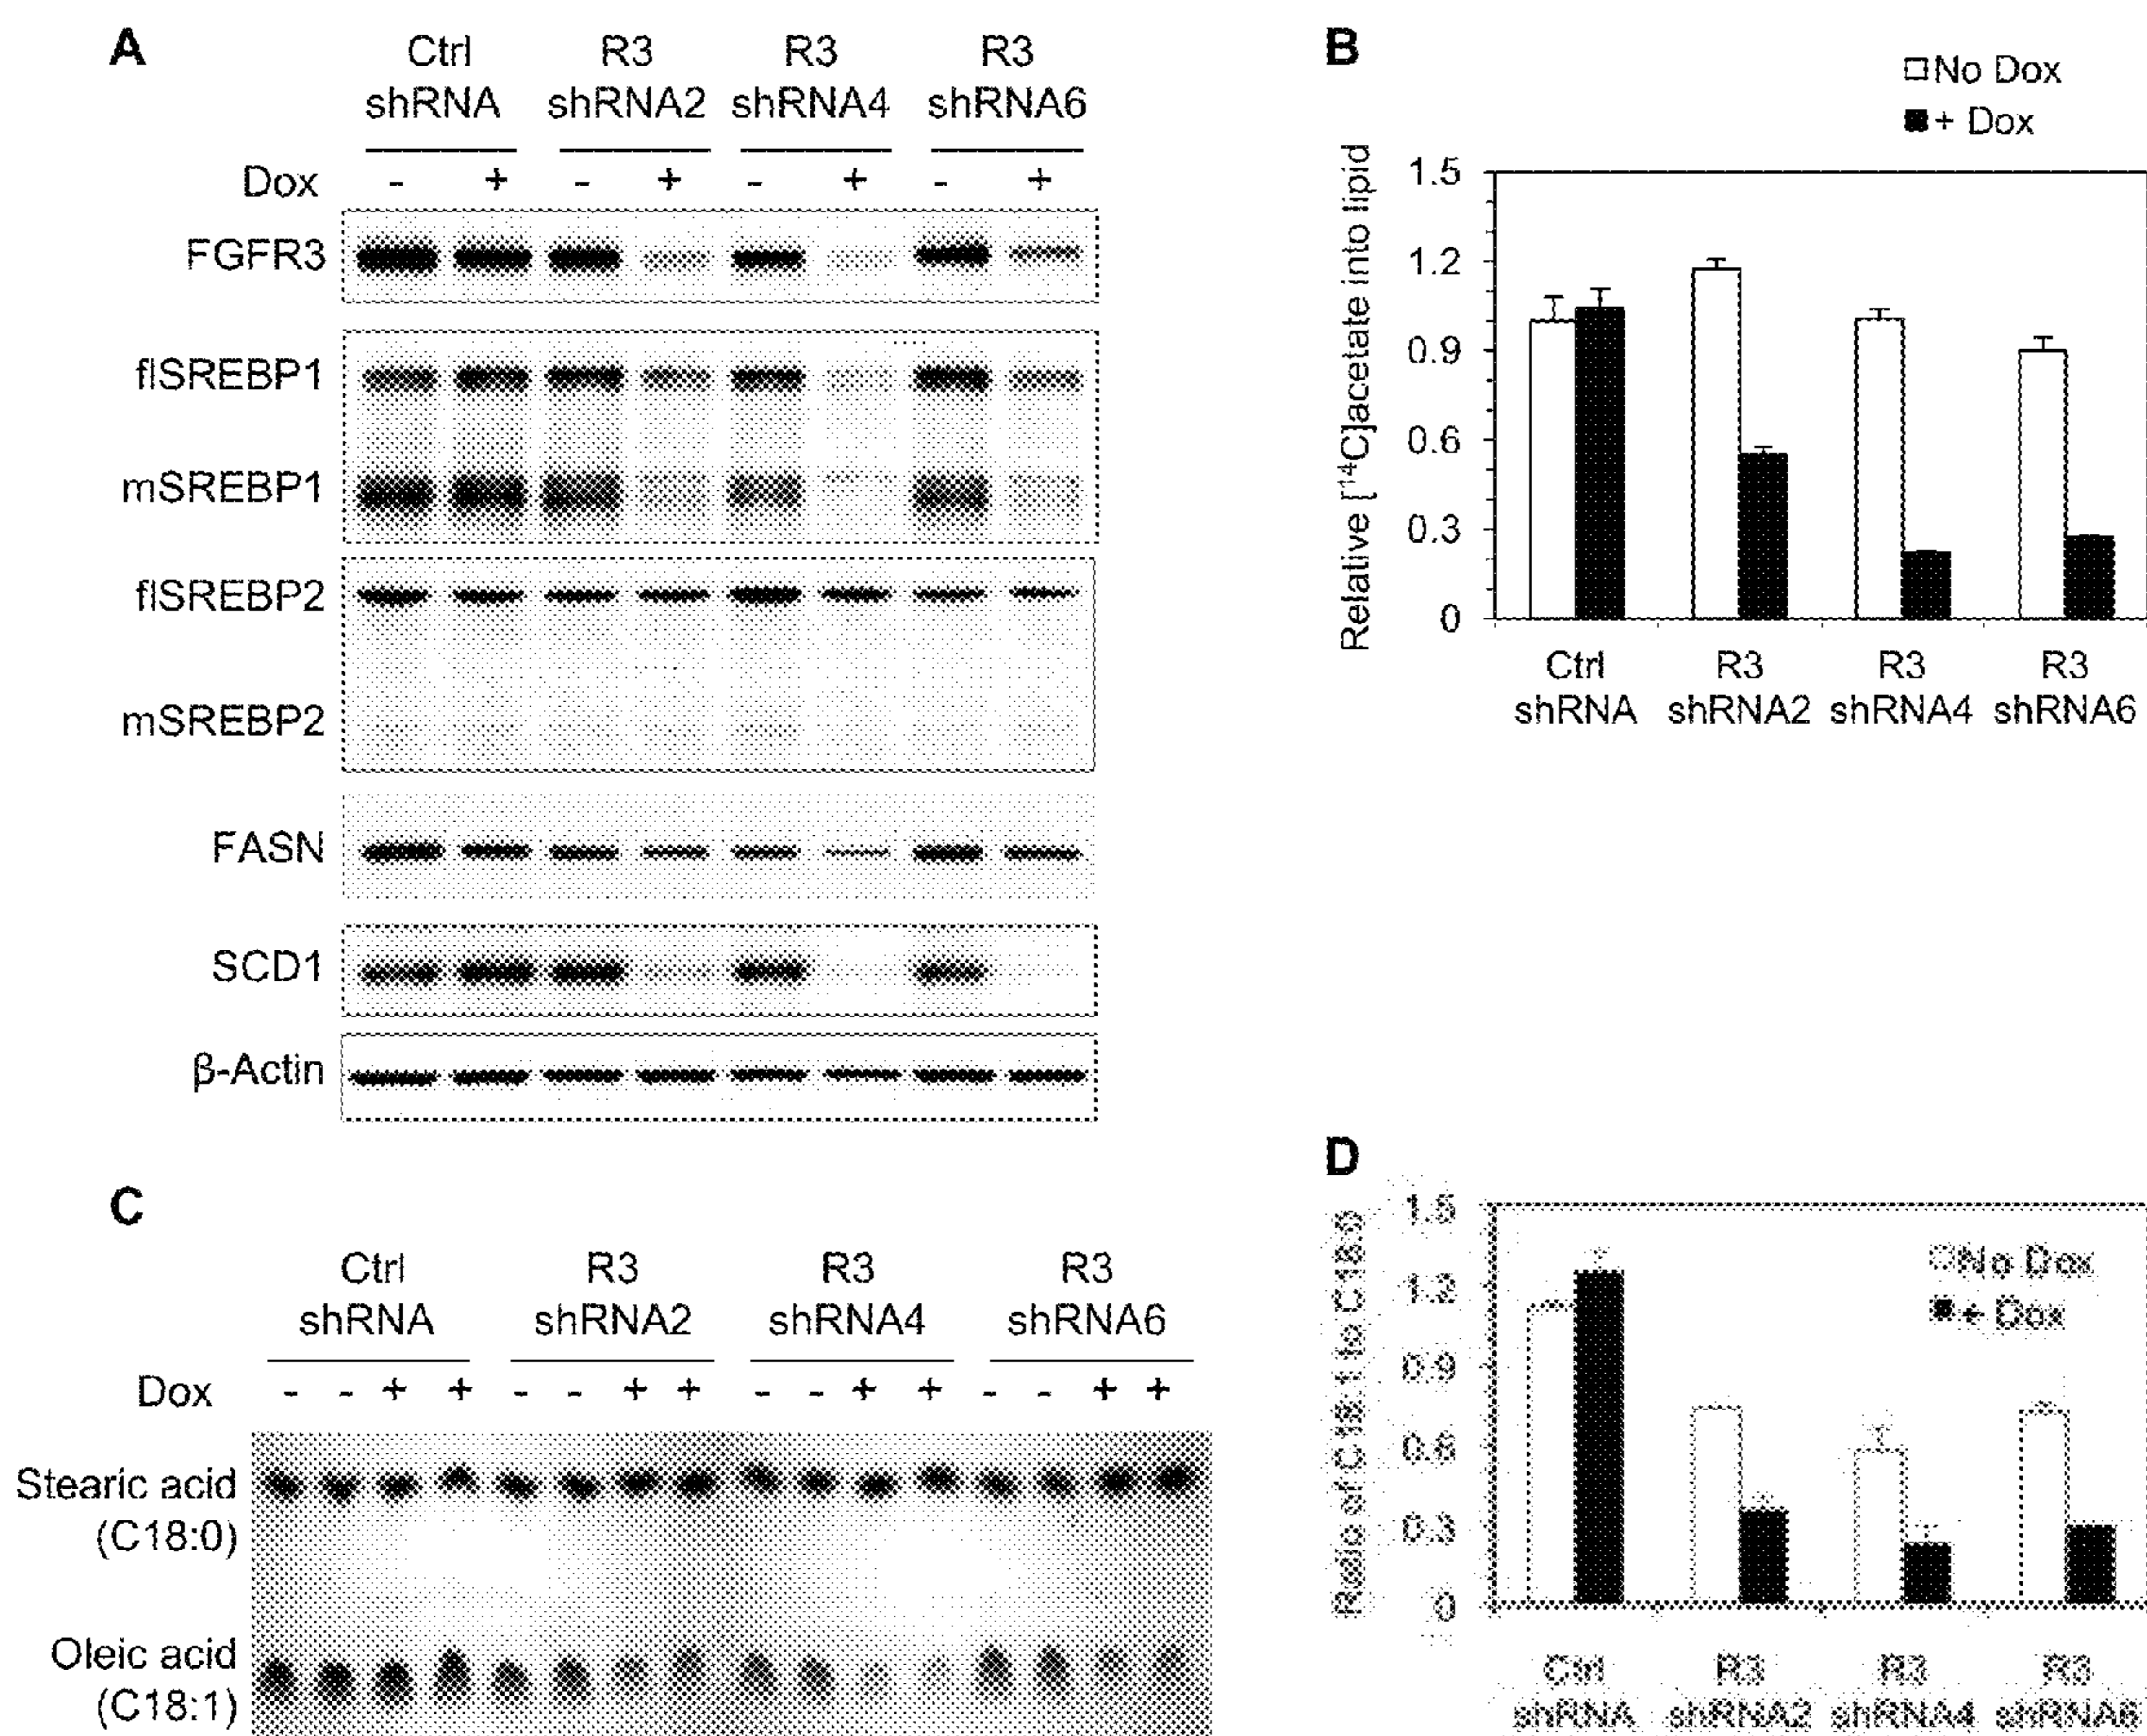 A
Ctrl
shRNA
R3
shRNA2
R3
shRNA4
R3
shRNA6
Dox - + - + - + - +
FGFR3
flSREBP1
mSREBP1
flSREBP2
mSREBP2
FASN
SCD1
β-Actin
B
No Dox
+ Dox
Relative [¹⁴C]acetate into lipid
1.5
1.2
0.9
0.6
0.3
0
Ctrl
shRNA
R3
shRNA2
R3
shRNA4
R3
shRNA6
C
Ctrl
shRNA
R3
shRNA2
R3
shRNA4
R3
shRNA6
Dox - - + + - - + + - - + + - - + +
Stearic acid
(C18:0)
Oleic acid
(C18:1)
D
No Dox
+ Dox
Ratio of C18:1 to C18:0
1.5
1.2
0.9
0.6
0.3
0
Ctrl
shRNA
R3
shRNA2
R3
shRNA4
R3
shRNA6